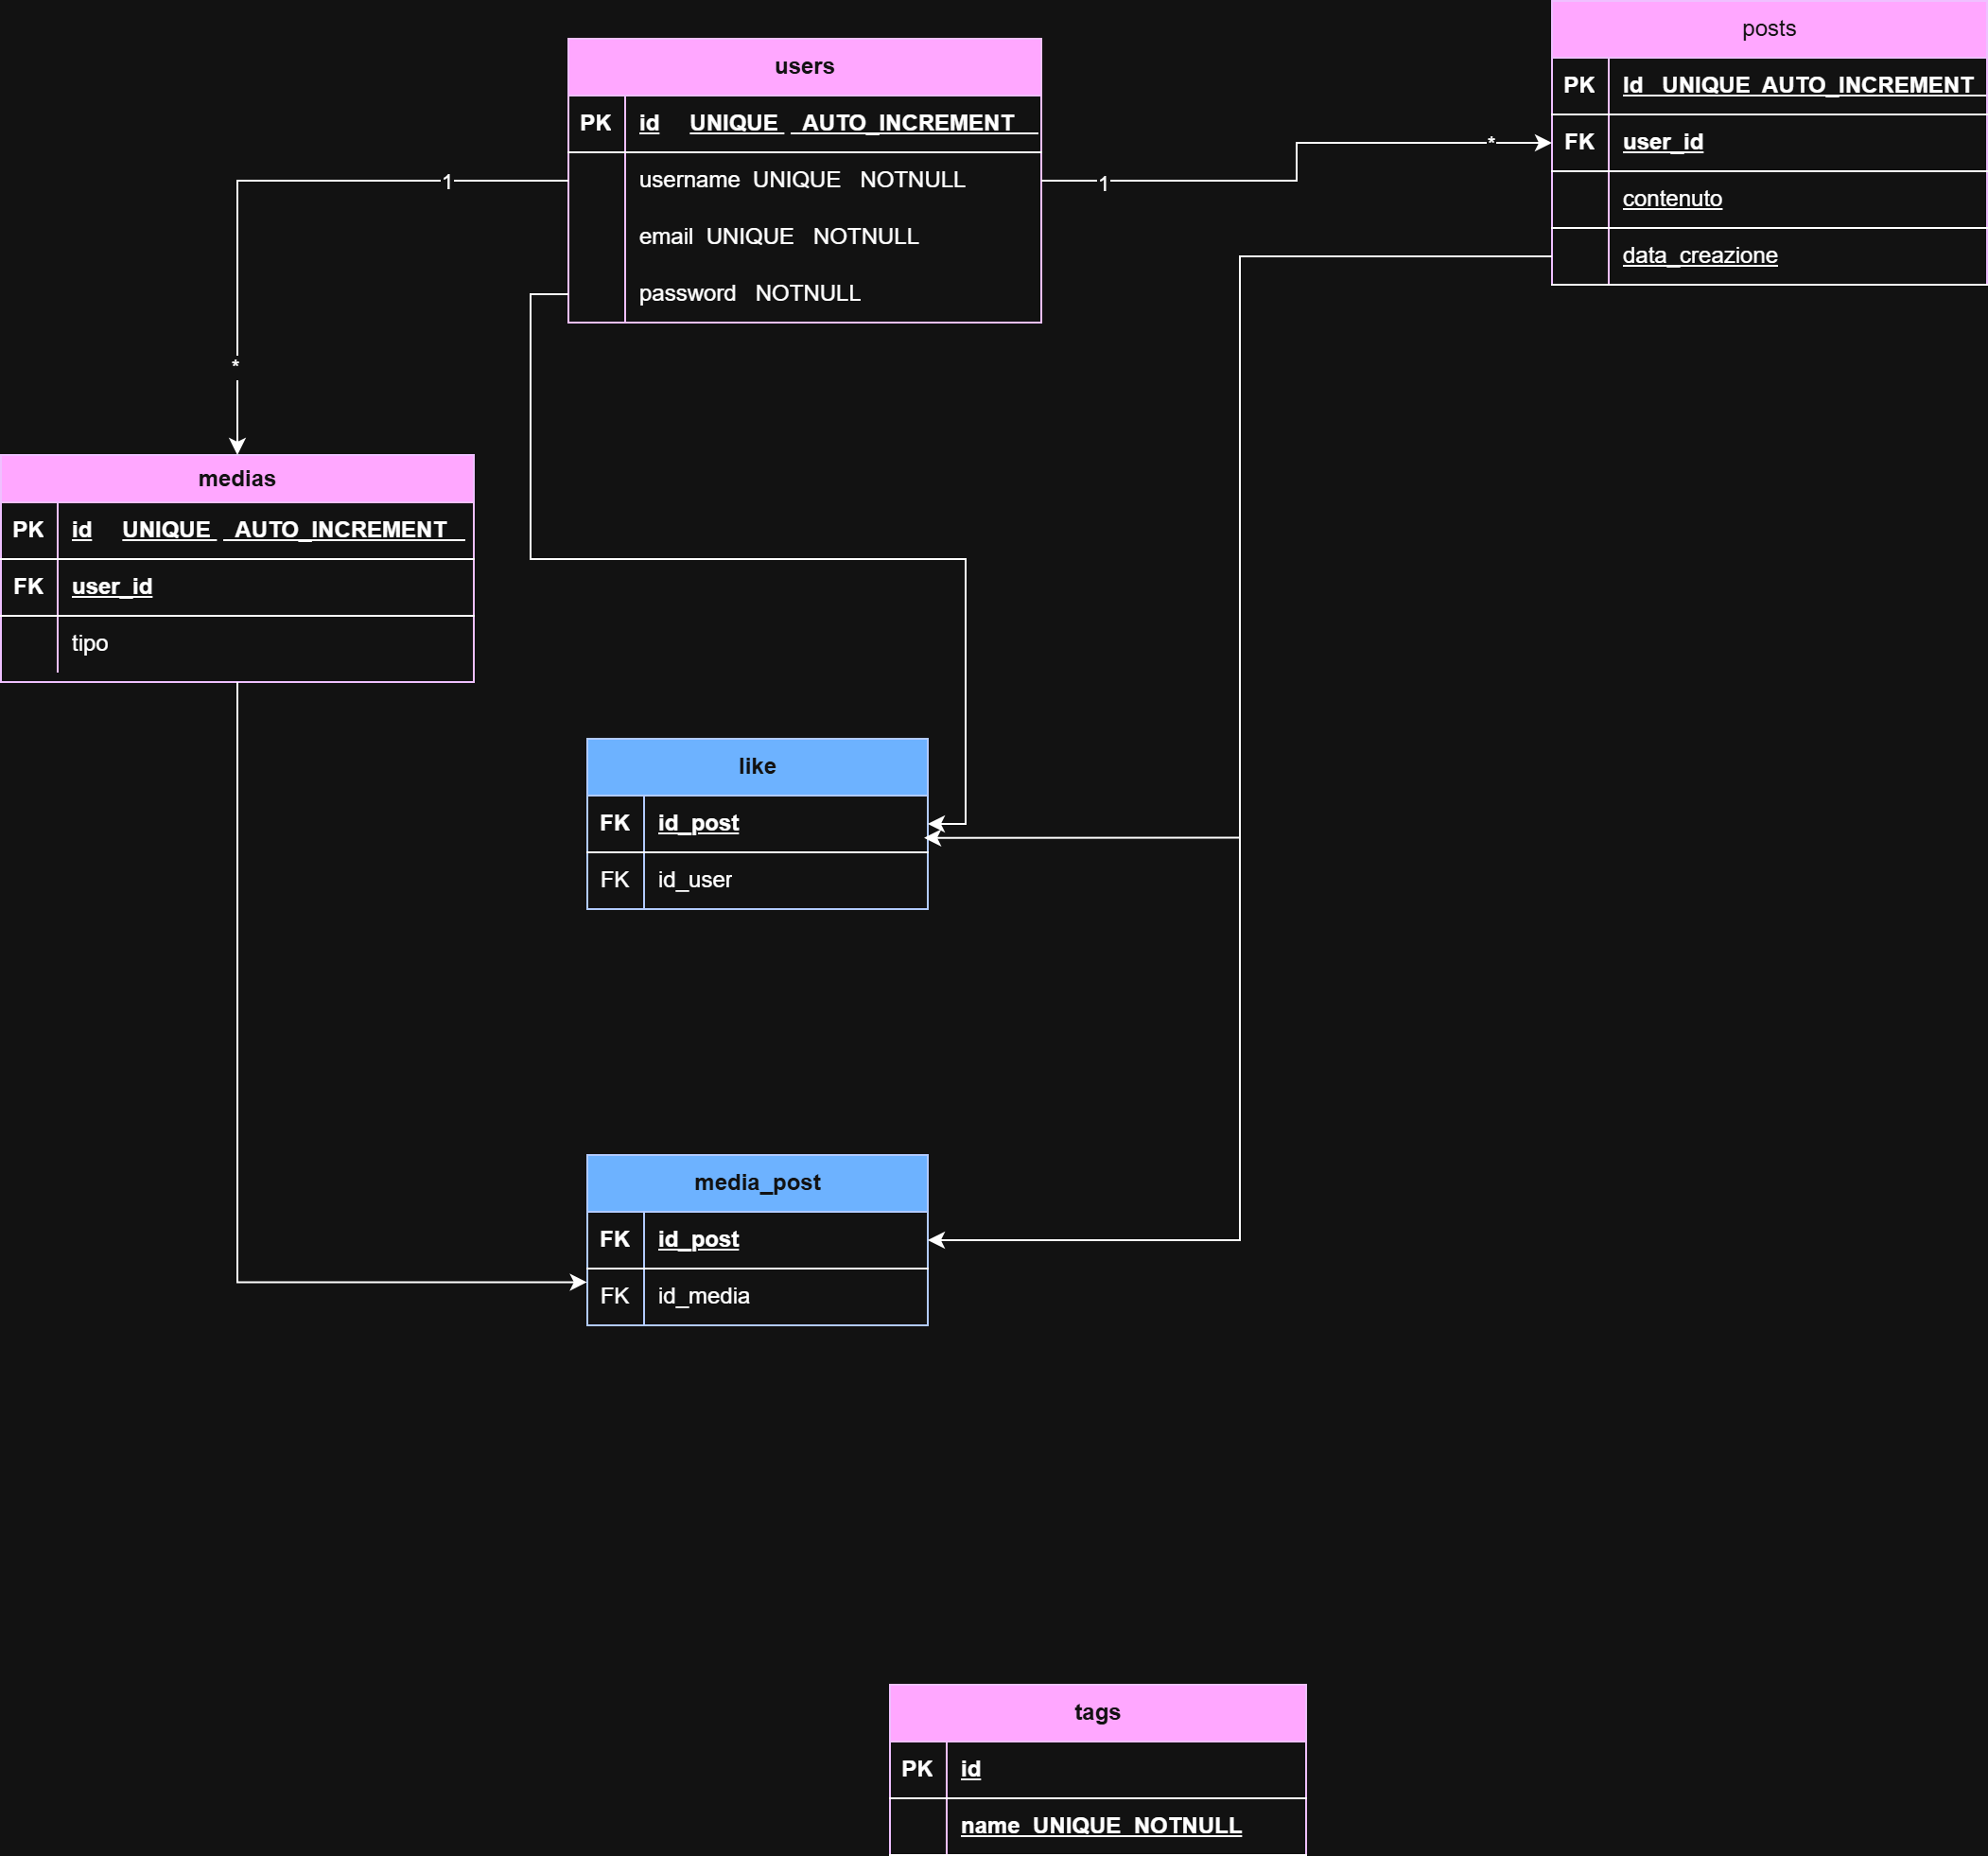 posts
PK Id UNIQUE AUTO_INCREMENT
FK user_id
contenuto
data_creazione
users
PK id UNIQUE AUTO_INCREMENT
username UNIQUE NOTNULL
email UNIQUE NOTNULL
password NOTNULL
1
*
1
*
medias
PK id UNIQUE AUTO_INCREMENT
FK user_id
tipo
like
FK id_post
FK id_user
media_post
FK id_post
FK id_media
tags
PK id
name UNIQUE NOTNULL